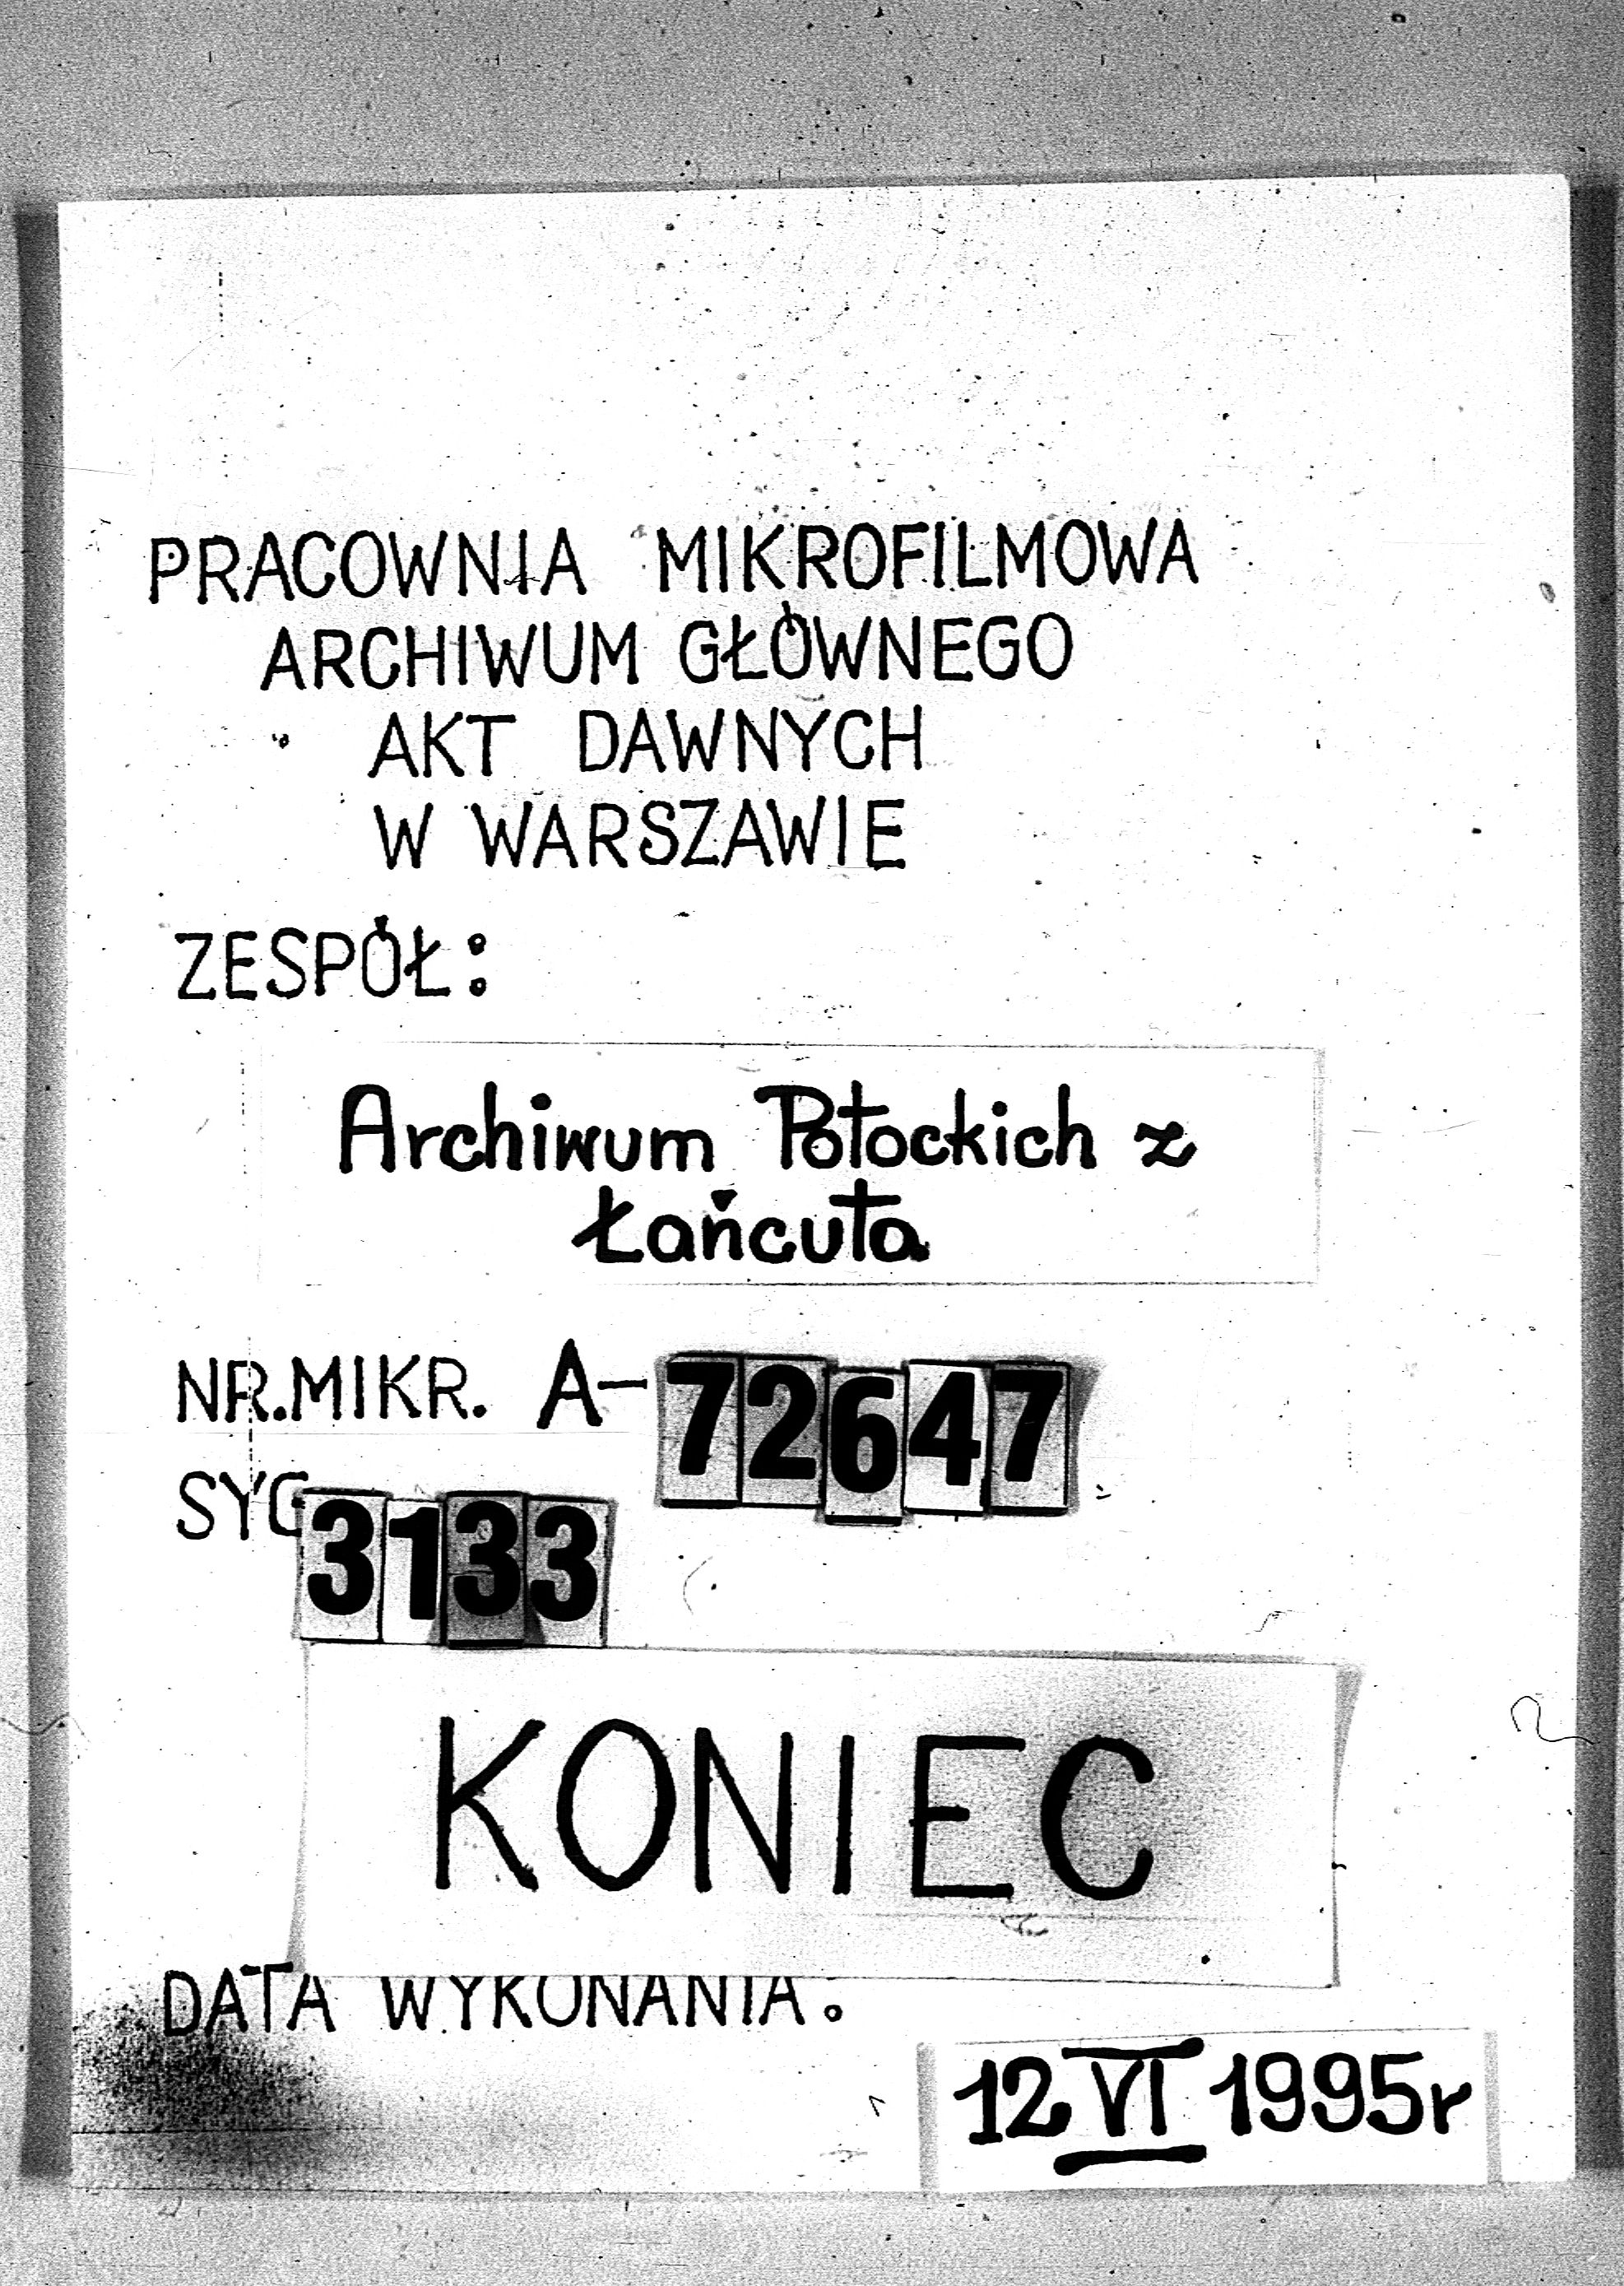 PRACOWNIA MIKROFILMOWA
ARCHIWUM GŁÓWNEGO
AKT DAWNYCH
W WARSZAWIE
ZESPÓŁ:
Archiwum Potockich z
Łańcuta
NR.MIKR. A-72647
SYG 3133
KONIEC
DATA WYKONANIA:
12 VI 1995r